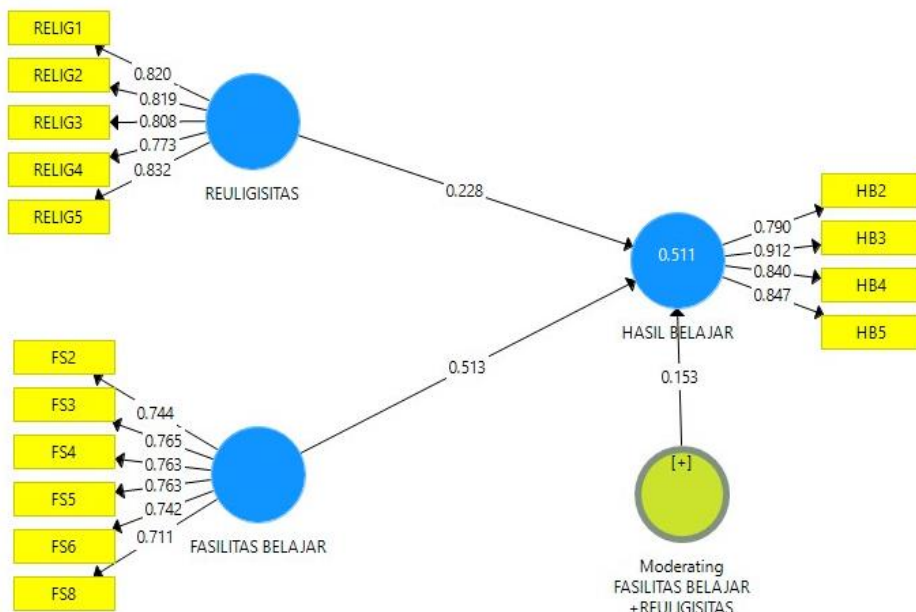 RELIG1
RELIG2
RELIG3
RELIG4
RELIG5
0.820
0.819
0.808
0.773
0.832
REULIGISITAS
0.228
HB2
HB3
HB4
HB5
0.790
0.912
0.840
0.847
0.511
HASIL BELAJAR
FS2
FS3
FS4
FS5
FS6
FS8
0.744
0.765
0.763
0.763
0.742
0.711
FASILITAS BELAJAR
0.513
0.153
[+]
Moderating
FASILITAS BELAJAR
+REULIGISITAS